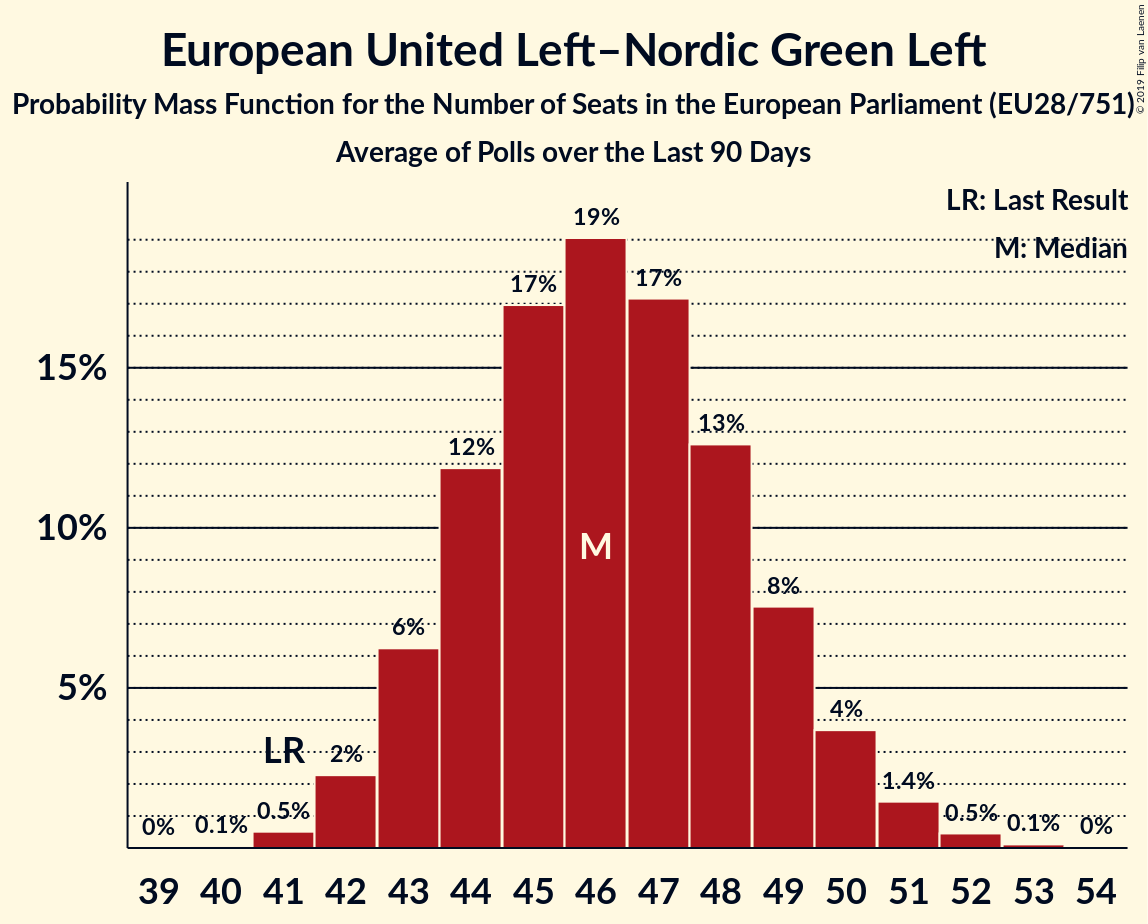 European United Left–Nordic Green Left
Probability Mass Function for the Number of Seats in the European Parliament (EU28/751)
Average of Polls over the Last 90 Days
© 2019 Filip van Laenen
LR: Last Result
M: Median
19%
17%
17%
15%
13%
12%
10%
M
8%
6%
5%
4%
LR
2%
1.4%
0.5%
0.5%
0%
0.1%
0.1%
0%
39 40 41 42 43 44 45 46 47 48 49 50 51 52 53 54